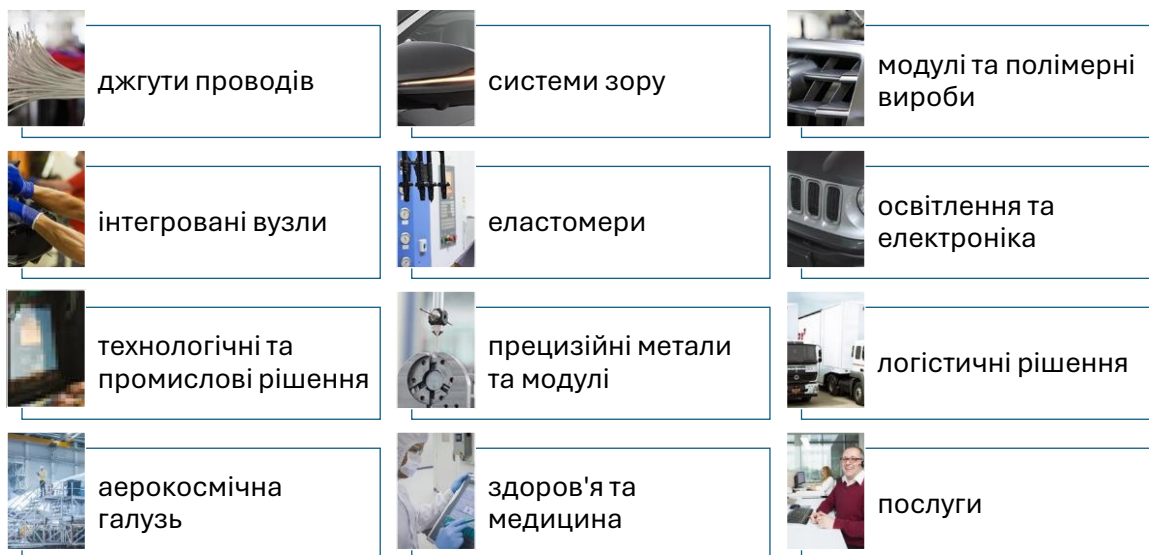 джгути проводів
системи зору
модулі та полімерні
вироби
інтегровані вузли
еластомери
освітлення та
електроніка
технологічні та
промислові рішення
прецизійні метали
та модулі
логістичні рішення
аерокосмічна
галузь
здоров'я та
медицина
послуги